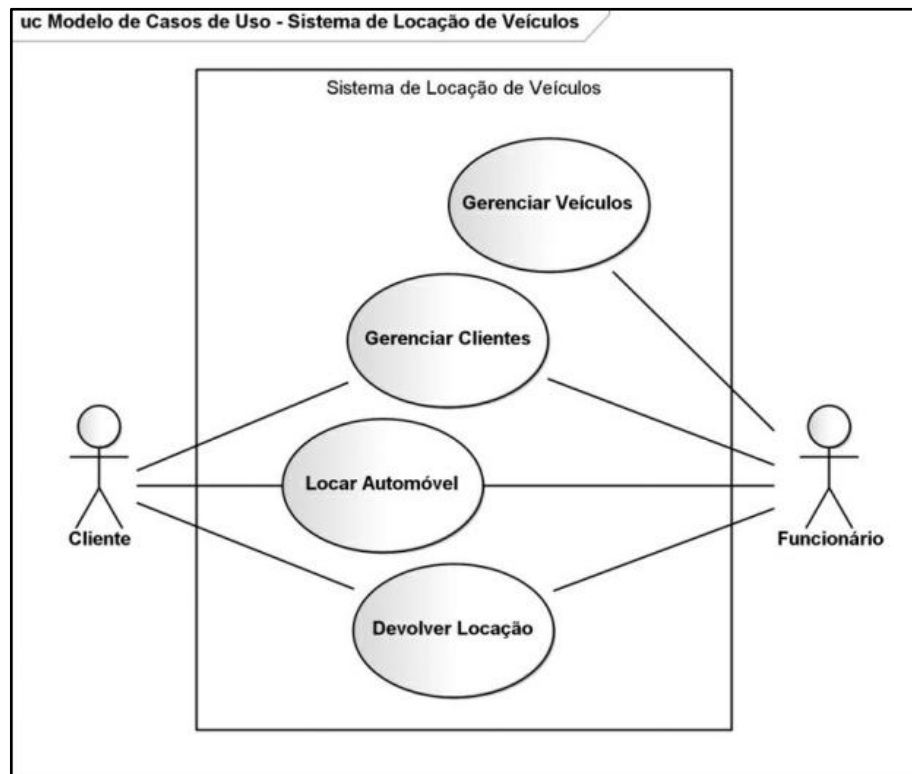 uc Modelo de Casos de Uso - Sistema de Locação de Veículos
Sistema de Locação de Veículos
Gerenciar Veículos
Gerenciar Clientes
Locar Automóvel
Cliente
Funcionário
Devolver Locação